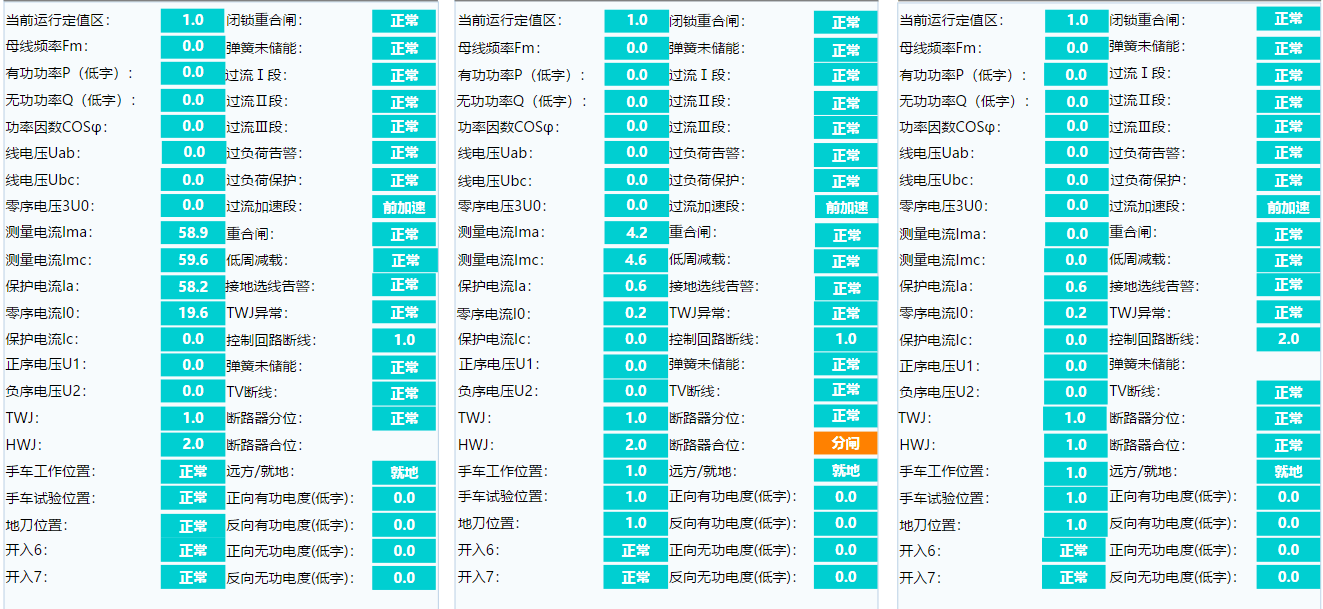 当前运行定值区： 1.0 闭锁重合闸： 正常
母线频率Fm： 0.0 弹簧未储能： 正常
有功功率P（低字）： 0.0 过流Ⅰ段： 正常
无功功率Q（低字）： 0.0 过流Ⅱ段： 正常
功率因数COSφ： 0.0 过流Ⅲ段： 正常
线电压Uab： 0.0 过负荷告警： 正常
线电压Ubc： 0.0 过负荷保护： 正常
零序电压3U0： 0.0 过流加速段： 前加速
测量电流Ima： 58.9 重合闸： 正常
测量电流Imc： 59.6 低周减载： 正常
保护电流Ia： 58.2 接地选线告警： 正常
零序电流I0： 19.6 TWJ异常： 正常
保护电流Ic： 0.0 控制回路断线： 1.0
正序电压U1： 0.0 弹簧未储能： 正常
负序电压U2： 0.0 TV断线： 正常
TWJ： 1.0 断路器分位： 正常
HWJ： 2.0 断路器合位：
手车工作位置： 正常 远方/就地： 就地
手车试验位置： 正常 正向有功电度(低字)： 0.0
地刀位置： 正常 反向有功电度(低字)： 0.0
开入6： 正常 正向无功电度(低字)： 0.0
开入7： 正常 反向无功电度(低字)： 0.0
当前运行定值区： 1.0 闭锁重合闸： 正常
母线频率Fm： 0.0 弹簧未储能： 正常
有功功率P（低字）： 0.0 过流Ⅰ段： 正常
无功功率Q（低字）： 0.0 过流Ⅱ段： 正常
功率因数COSφ： 0.0 过流Ⅲ段： 正常
线电压Uab： 0.0 过负荷告警： 正常
线电压Ubc： 0.0 过负荷保护： 正常
零序电压3U0： 0.0 过流加速段： 前加速
测量电流Ima： 4.2 重合闸： 正常
测量电流Imc： 4.6 低周减载： 正常
保护电流Ia： 0.6 接地选线告警： 正常
零序电流I0： 0.2 TWJ异常： 正常
保护电流Ic： 0.0 控制回路断线： 1.0
正序电压U1： 0.0 弹簧未储能： 正常
负序电压U2： 0.0 TV断线： 正常
TWJ： 1.0 断路器分位： 正常
HWJ： 2.0 断路器合位： 分闸
手车工作位置： 1.0 远方/就地： 就地
手车试验位置： 1.0 正向有功电度(低字)： 0.0
地刀位置： 1.0 反向有功电度(低字)： 0.0
开入6： 正常 正向无功电度(低字)： 0.0
开入7： 正常 反向无功电度(低字)： 0.0
当前运行定值区： 1.0 闭锁重合闸： 正常
母线频率Fm： 0.0 弹簧未储能： 正常
有功功率P（低字）： 0.0 过流Ⅰ段： 正常
无功功率Q（低字）： 0.0 过流Ⅱ段： 正常
功率因数COSφ： 0.0 过流Ⅲ段： 正常
线电压Uab： 0.0 过负荷告警： 正常
线电压Ubc： 0.0 过负荷保护： 正常
零序电压3U0： 0.0 过流加速段： 前加速
测量电流Ima： 0.0 重合闸： 正常
测量电流Imc： 0.0 低周减载： 正常
保护电流Ia： 0.6 接地选线告警： 正常
零序电流I0： 0.2 TWJ异常： 正常
保护电流Ic： 0.0 控制回路断线： 2.0
正序电压U1： 0.0 弹簧未储能：
负序电压U2： 0.0 TV断线： 正常
TWJ： 1.0 断路器分位： 正常
HWJ： 1.0 断路器合位： 正常
手车工作位置： 1.0 远方/就地： 就地
手车试验位置： 1.0 正向有功电度(低字)： 0.0
地刀位置： 1.0 反向有功电度(低字)： 0.0
开入6： 正常 正向无功电度(低字)： 0.0
开入7： 正常 反向无功电度(低字)： 0.0